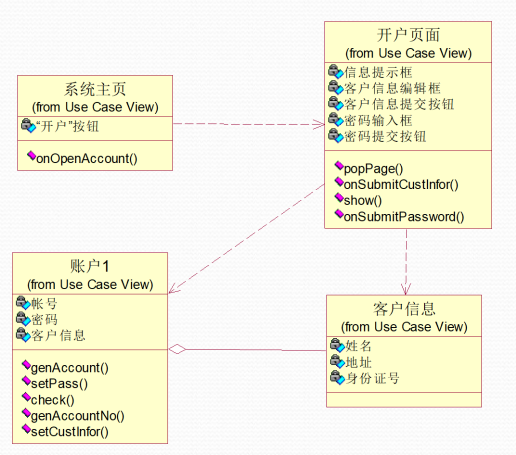 系统主页
(from Use Case View)
“开户”按钮
onOpenAccount()
开户页面
(from Use Case View)
信息提示框
客户信息编辑框
客户信息提交按钮
密码输入框
密码提交按钮
popPage()
onSubmitCustInfor()
show()
onSubmitPassword()
账户1
(from Use Case View)
帐号
密码
客户信息
genAccount()
setPass()
check()
genAccountNo()
setCustInfor()
客户信息
(from Use Case View)
姓名
地址
身份证号